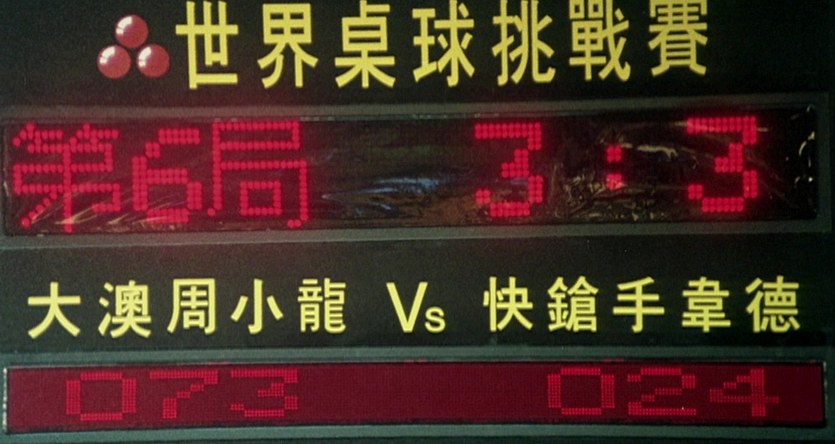 世界桌球挑戰賽
第6局 3:3
大澳周小龍 Vs 快鎗手韋德
073 024